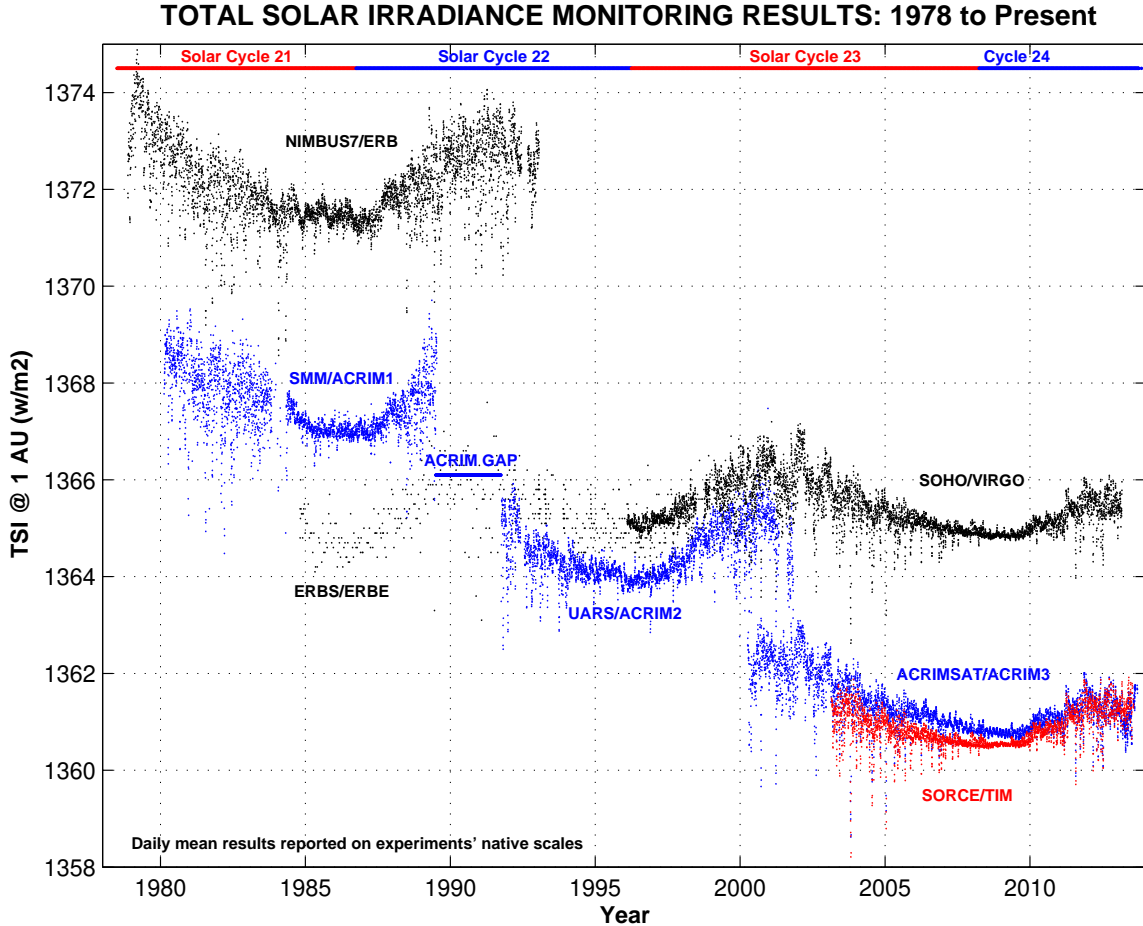 TOTAL SOLAR IRRADIANCE MONITORING RESULTS: 1978 to Present
Solar Cycle 21 Solar Cycle 22 Solar Cycle 23 Cycle 24
1374
NIMBUS7/ERB
1372
1370
TSI @ 1 AU (w/m2)
1368
SMM/ACRIM1
ACRIM GAP
1366
SOHO/VIRGO
1364
ERBS/ERBE
UARS/ACRIM2
1362
ACRIMSAT/ACRIM3
1360
SORCE/TIM
Daily mean results reported on experiments' native scales
1358
1980 1985 1990 1995 2000 2005 2010
Year